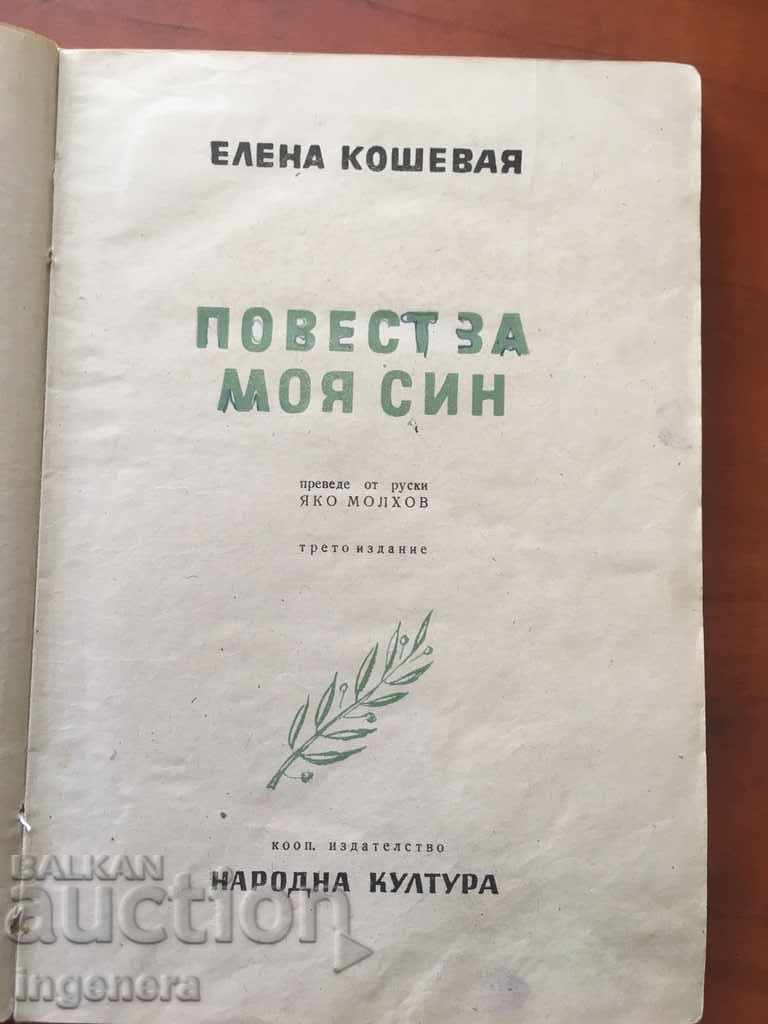 ЕЛЕНА КОШЕВАЯ
ПОВЕСТ ЗА
МОЯ СИН
преведе от руски
ЯКО МОЛХОВ
трето издание
кооп. издателство
НАРОДНА КУЛТУРА
BALKAN
auction
ingenera